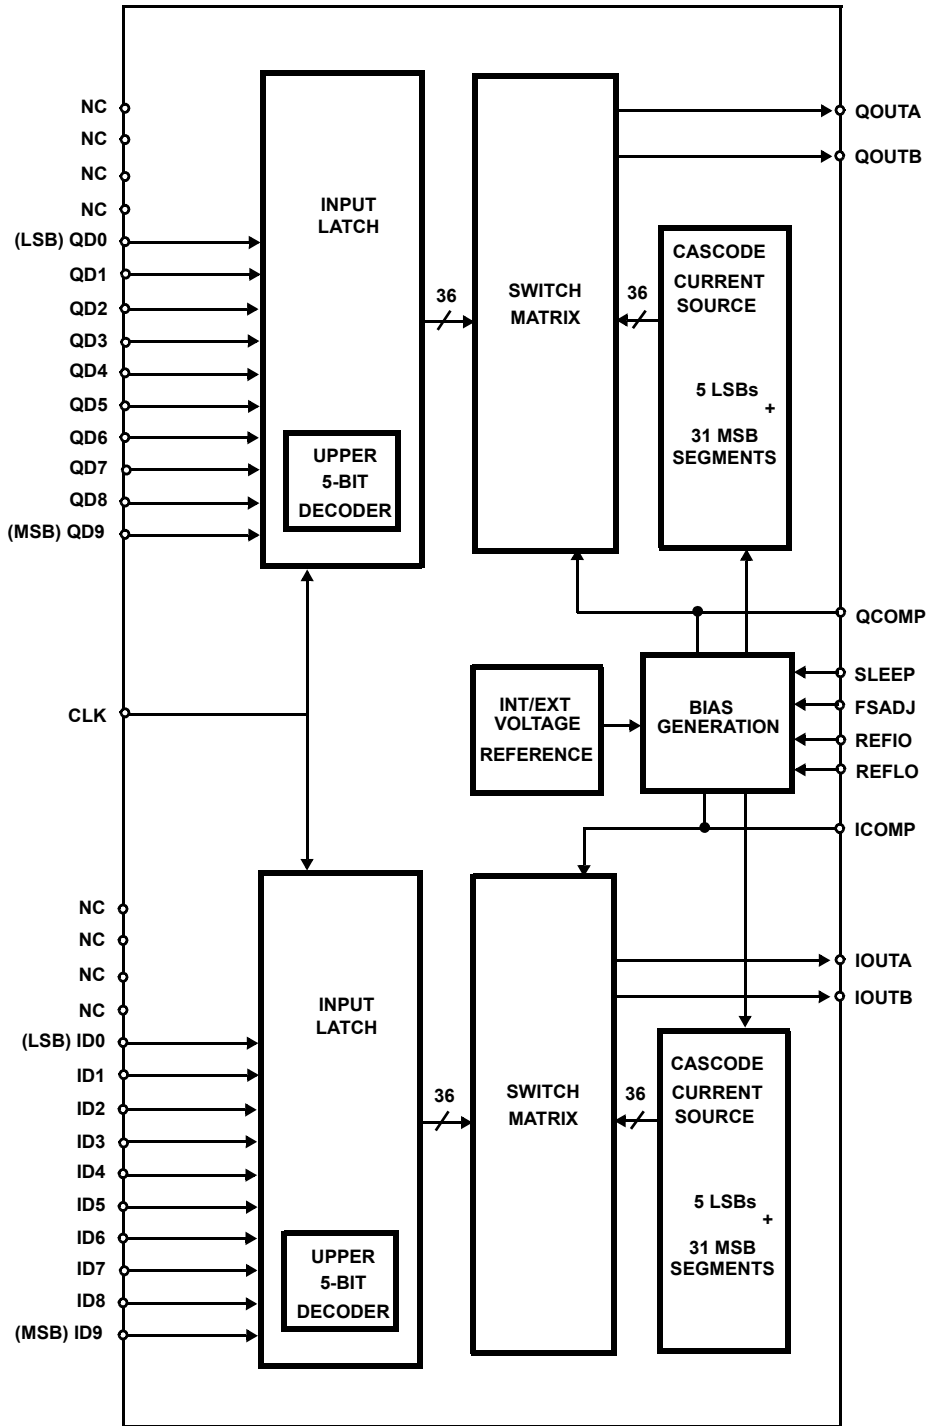 NC
NC
NC
NC
(LSB) QD0
QD1
QD2
QD3
QD4
QD5
QD6
QD7
QD8
(MSB) QD9
INPUT
LATCH
UPPER
5-BIT
DECODER
36
SWITCH
MATRIX
36
CASCODE
CURRENT
SOURCE
5 LSBs
+
31 MSB
SEGMENTS
QOUTA
QOUTB
QCOMP
CLK
INT/EXT
VOLTAGE
REFERENCE
BIAS
GENERATION
SLEEP
FSADJ
REFIO
REFLO
ICOMP
NC
NC
NC
NC
(LSB) ID0
ID1
ID2
ID3
ID4
ID5
ID6
ID7
ID8
(MSB) ID9
INPUT
LATCH
UPPER
5-BIT
DECODER
36
SWITCH
MATRIX
36
CASCODE
CURRENT
SOURCE
5 LSBs
+
31 MSB
SEGMENTS
IOUTA
IOUTB